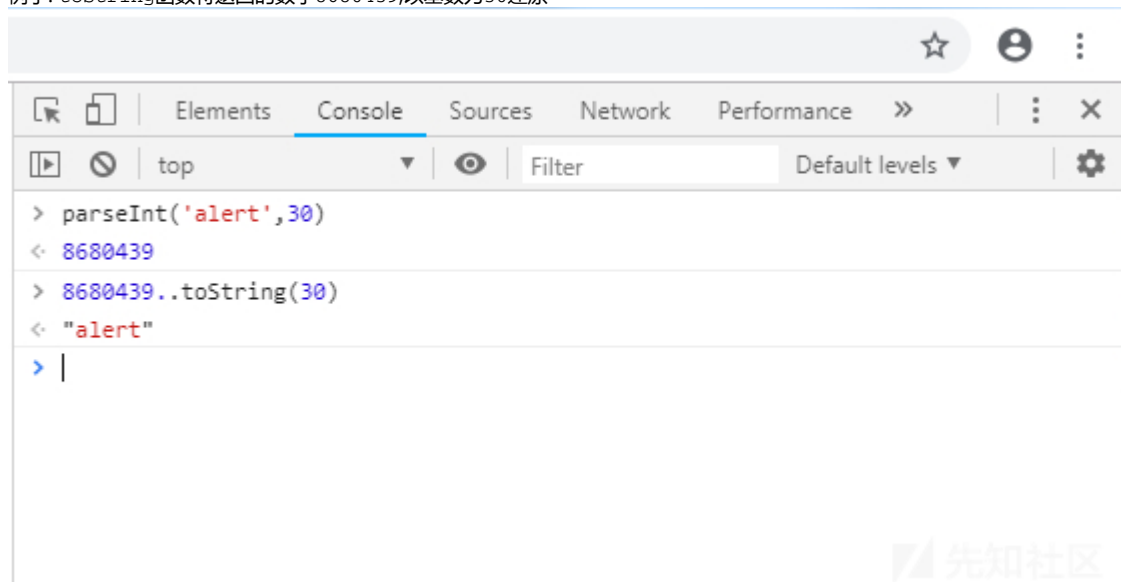 Elements Console Sources Network Performance »
top Filter Default levels
> parseInt('alert',30)
8680439
> 8680439..toString(30)
"alert"
>
先知社区